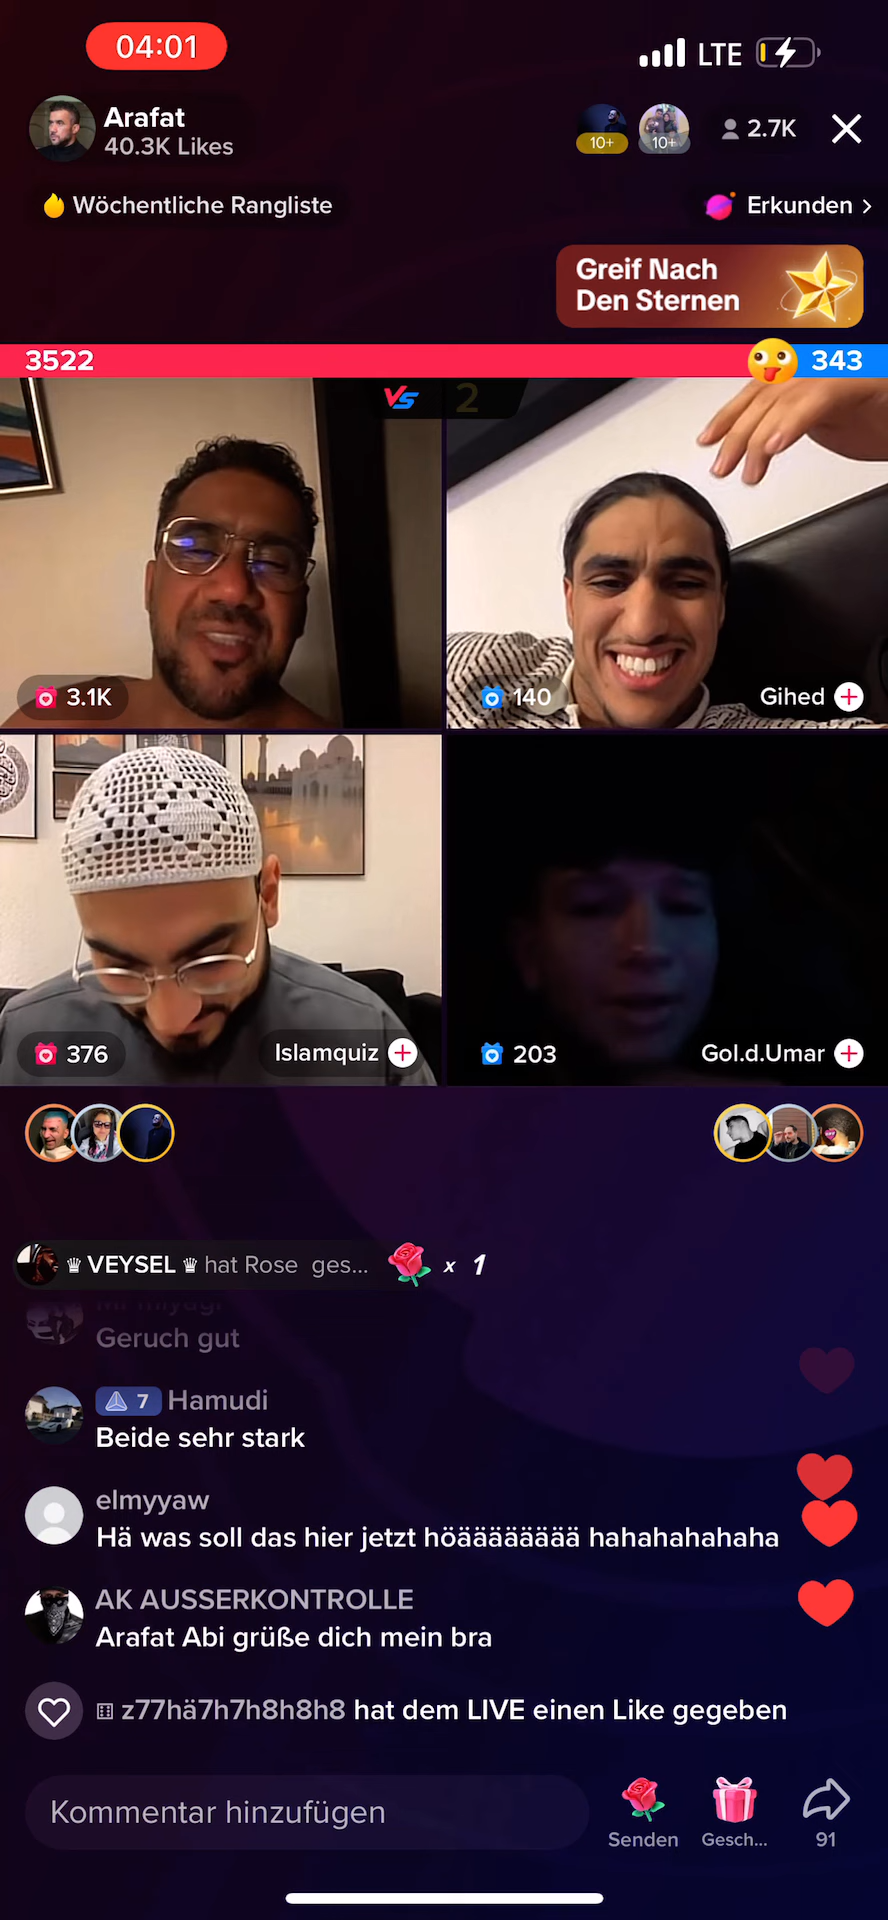 04:01
LTE
Arafat
40.3K Likes
10+
10+
2.7K
Wöchentliche Rangliste
Erkunden >
Greif Nach
Den Sternen
3522
343
VS
2
3.1K
140
Gihed
376
Islamquiz
203
Gol.d.Umar
♛ VEYSEL ♛ hat Rose ges...
x 1
Geruch gut
7 Hamudi
Beide sehr stark
elmyyaw
Hä was soll das hier jetzt höääääääää hahahahahaha
AK AUSSERKONTROLLE
Arafat Abi grüße dich mein bra
z77hä7h7h8h8h8 hat dem LIVE einen Like gegeben
Kommentar hinzufügen
Senden
Gesch...
91